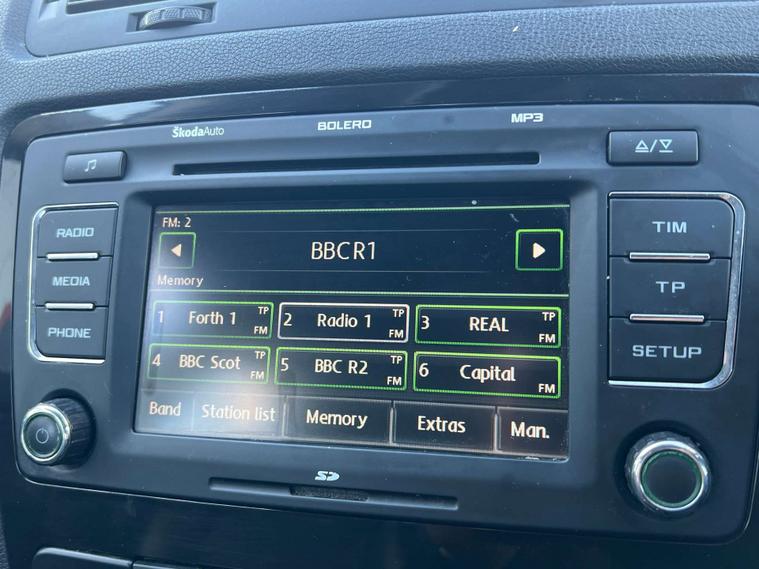 ŠkodaAuto BOLERO MP3
RADIO
MEDIA
PHONE
FM: 2
BBC R1
Memory
1 Forth 1 TP FM
2 Radio 1 TP FM
3 REAL TP FM
4 BBC Scot TP FM
5 BBC R2 TP FM
6 Capital FM
Band Station list Memory Extras Man.
TIM
TP
SETUP
SD